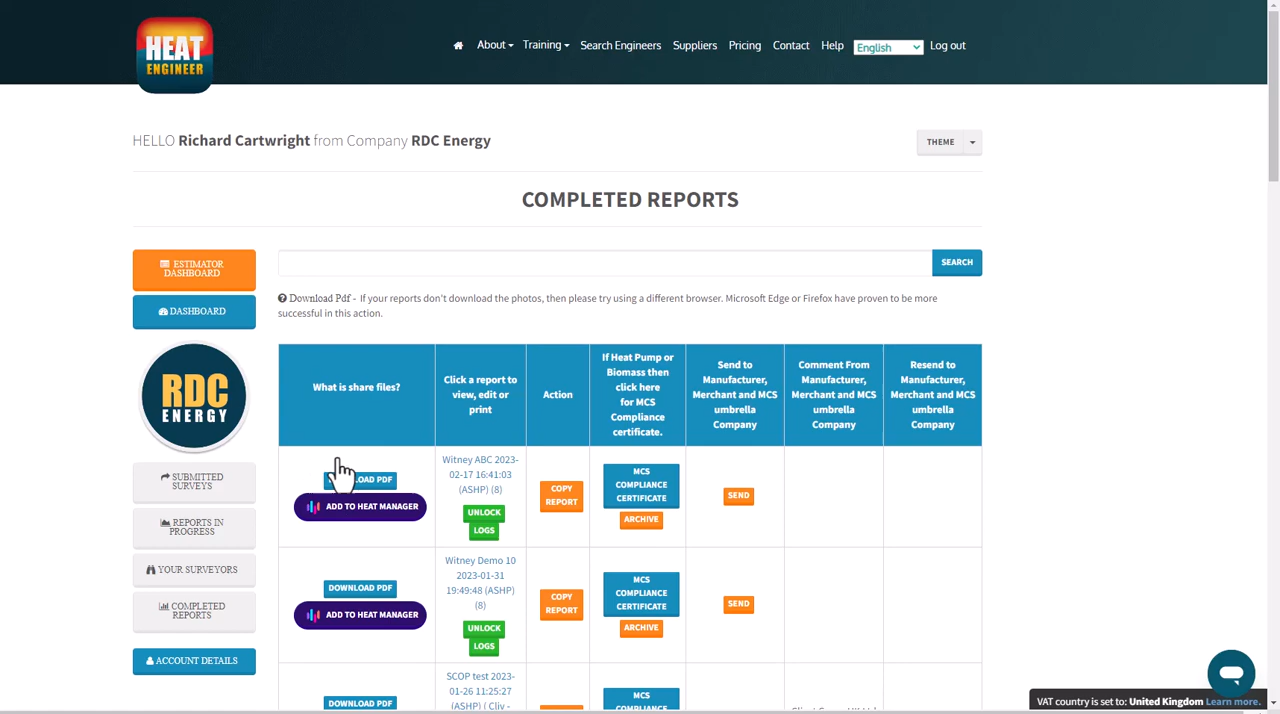 HEAT
ENGINEER
About Training Search Engineers Suppliers Pricing Contact Help English Log out
HELLO Richard Cartwright from Company RDC Energy
THEME
COMPLETED REPORTS
ESTIMATOR
DASHBOARD
SEARCH
Download Pdf - If your reports don't download the photos, then please try using a different browser. Microsoft Edge or Firefox have proven to be more
successful in this action.
DASHBOARD
RDC
ENERGY
SUBMITTED
SURVEYS
REPORTS IN
PROGRESS
YOUR SURVEYORS
COMPLETED
REPORTS
ACCOUNT DETAILS
What is share files?
Click a report to
view, edit or
print
Action
If Heat Pump or
Biomass then
click here
for MCS
Compliance
certificate.
Send to
Manufacturer,
Merchant and MCS
umbrella
Company
Comment From
Manufacturer,
Merchant and MCS
umbrella
Company
Resend to
Manufacturer,
Merchant and MCS
umbrella
Company
PDF
ADD TO HEAT MANAGER
Witney ABC 2023-
02-17 16:41:03
(ASHP) (8)
UNLOCK
LOGS
COPY
REPORT
MCS
COMPLIANCE
CERTIFICATE
ARCHIVE
SEND
DOWNLOAD PDF
ADD TO HEAT MANAGER
Witney Demo 10
2023-01-31
19:49:48 (ASHP)
(8)
UNLOCK
LOGS
COPY
REPORT
MCS
COMPLIANCE
CERTIFICATE
ARCHIVE
SEND
DOWNLOAD PDF
SCOP test 2023-
01-26 11:25:27
(ASHP) ( Cliv -
MCS
VAT country is set to: United Kingdom Learn more.